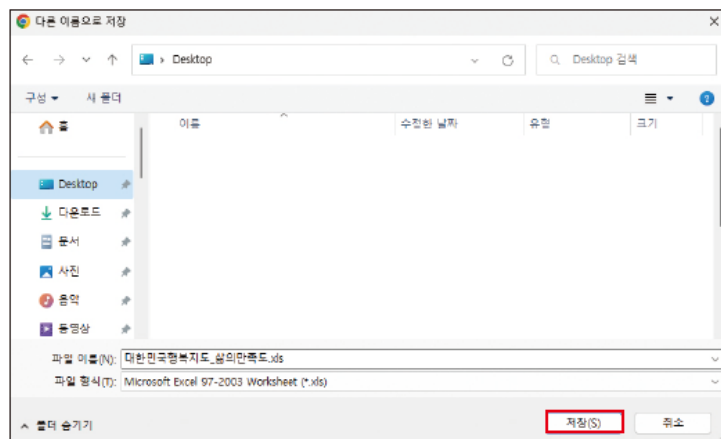 다른 이름으로 저장
Desktop
Desktop 검색
구성 새 폴더
이름 수정한 날짜 유형 크기
홈
Desktop
다운로드
문서
사진
음악
동영상
파일 이름(N): 대한민국행복지도_삶의만족도.xls
파일 형식(T): Microsoft Excel 97-2003 Worksheet (*.xls)
폴더 숨기기 저장(S) 취소